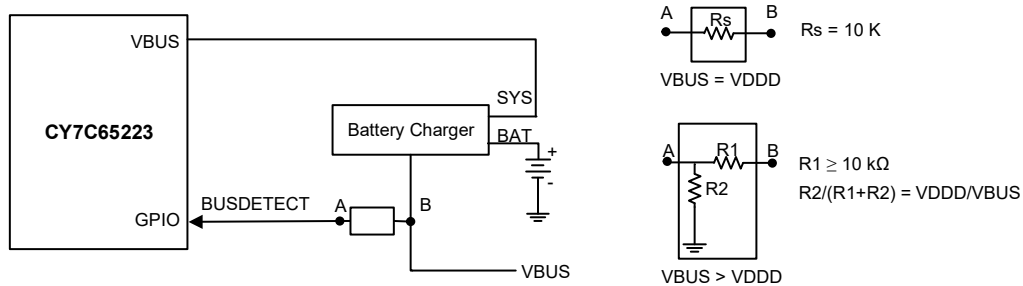 VBUS
CY7C65223
SYS
Battery Charger
BAT
+
-
BUSDETECT
A
B
GPIO
VBUS
A
Rs
B
Rs = 10 K
VBUS = VDDD
A
R1
B
R2
R1 ≥ 10 kΩ
R2/(R1+R2) = VDDD/VBUS
VBUS > VDDD